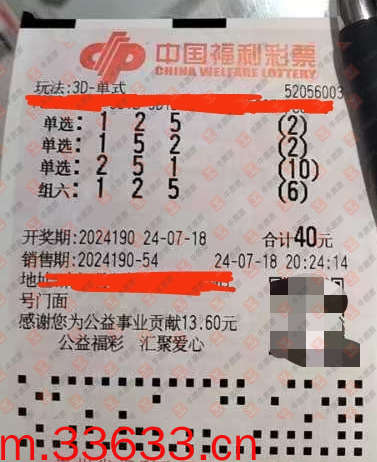 中国福利彩票
CHINA WELFARE LOTTERY
玩法:3D-单式 52056003
单选: 1 2 5 (2)
单选: 1 5 2 (2)
单选: 2 5 1 (10)
组六: 1 2 5 (6)
开奖期:2024190 24-07-18 合计40元
销售期:2024190-54 24-07-18 20:24:14
号门面
感谢您为公益事业贡献13.60元
公益福彩 汇聚爱心
m.33633.cn